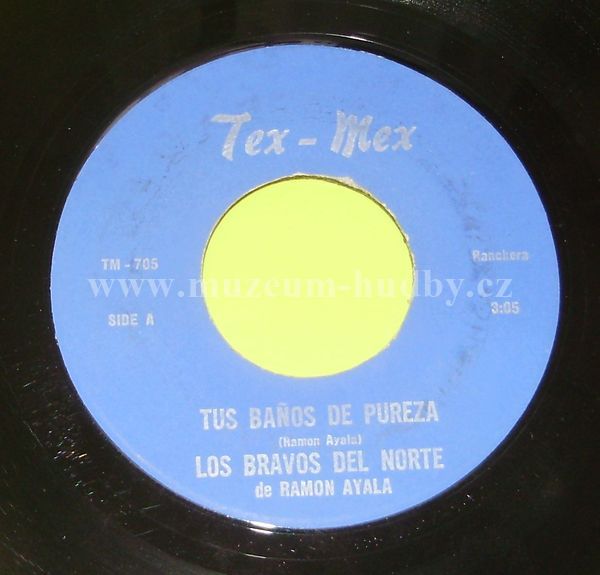 Tex - Mex
TM - 705
Ranchera
www.muzeum-hudby.cz
SIDE A
3:05
TUS BAÑOS DE PUREZA
(Ramon Ayala)
LOS BRAVOS DEL NORTE
de RAMON AYALA